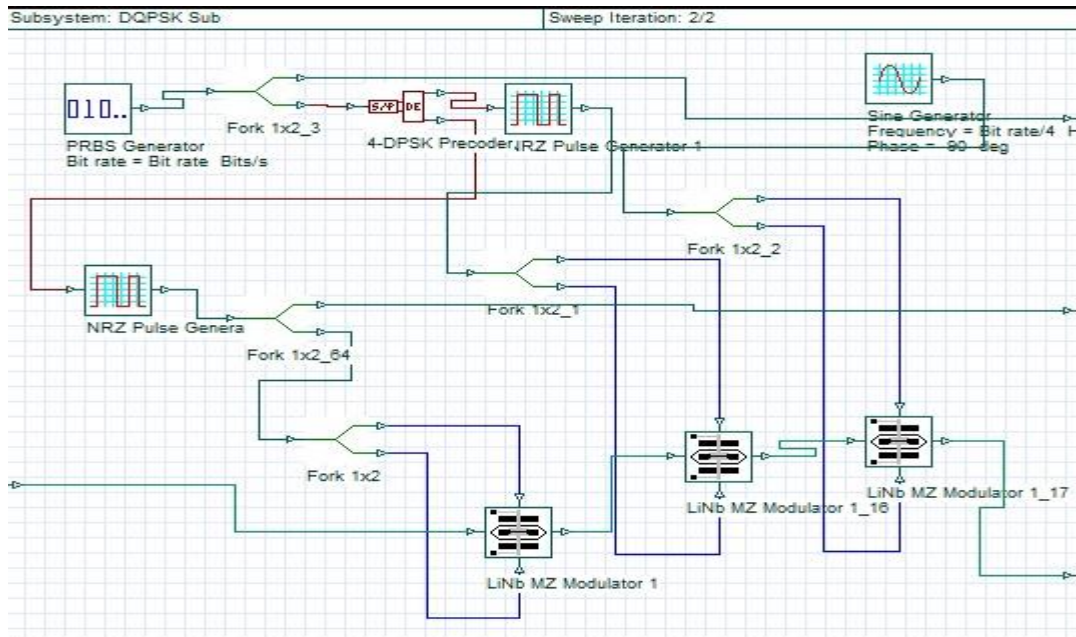 Subsystem: DQPSK Sub
Sweep Iteration: 2/2
010..
PRBS Generator
Bit rate = Bit rate Bits/s
Fork 1x2_3
S/P
DE
4-DPSK Precoder
NRZ Pulse Generator 1
Sine Generator
Frequency = Bit rate/4 H
Phase = -90 deg
Fork 1x2_2
Fork 1x2_1
NRZ Pulse Genera
Fork 1x2_64
Fork 1x2
LiNb MZ Modulator 1_17
LiNb MZ Modulator 1_16
LiNb MZ Modulator 1